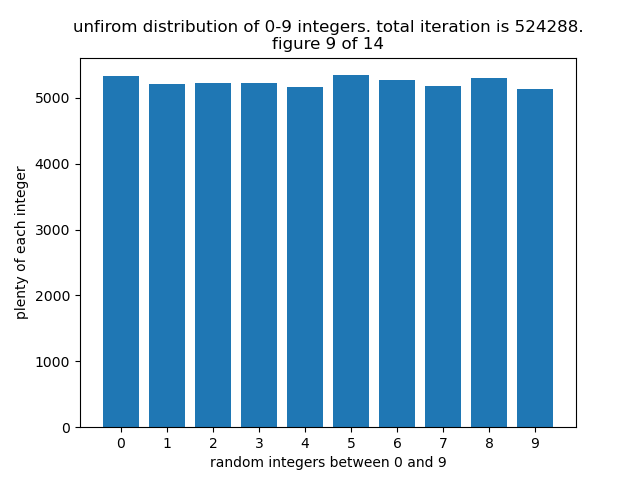 unfirom distribution of 0-9 integers. total iteration is 524288.
figure 9 of 14
plenty of each integer
5000
4000
3000
2000
1000
0
0 1 2 3 4 5 6 7 8 9
random integers between 0 and 9